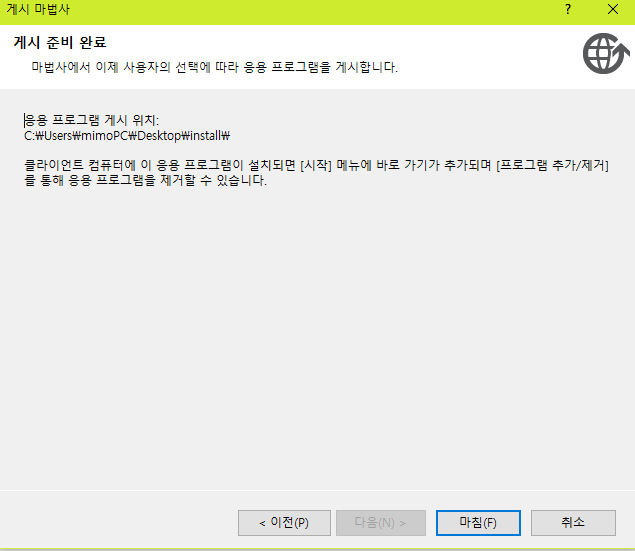 게시 마법사
?
게시 준비 완료
마법사에서 이제 사용자의 선택에 따라 응용 프로그램을 게시합니다.
응용 프로그램 게시 위치:
C:₩Users₩mimoPC₩Desktop₩install₩
클라이언트 컴퓨터에 이 응용 프로그램이 설치되면 [시작] 메뉴에 바로 가기가 추가되며 [프로그램 추가/제거]
를 통해 응용 프로그램을 제거할 수 있습니다.
< 이전(P) 다음(N) > 마침(F) 취소